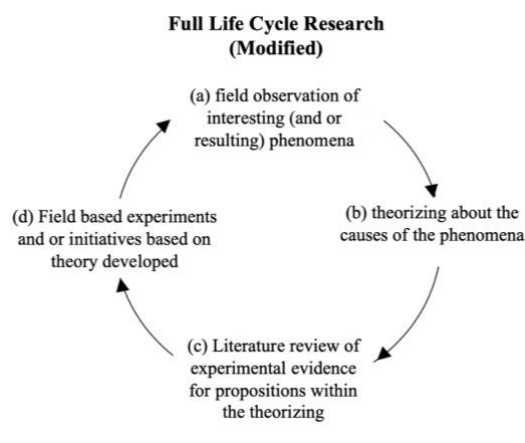 Full Life Cycle Research
(Modified)
(a) field observation of
interesting (and or
resulting) phenomena
(b) theorizing about the
causes of the phenomena
(c) Literature review of
experimental evidence
for propositions within
the theorizing
(d) Field based experiments
and or initiatives based on
theory developed